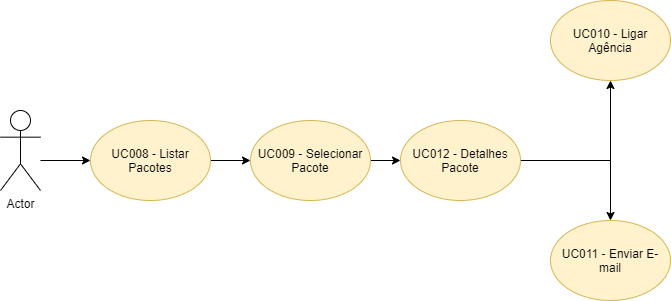 Actor
UC008 - Listar
Pacotes
UC009 - Selecionar
Pacote
UC012 - Detalhes
Pacote
UC010 - Ligar
Agência
UC011 - Enviar E-
mail